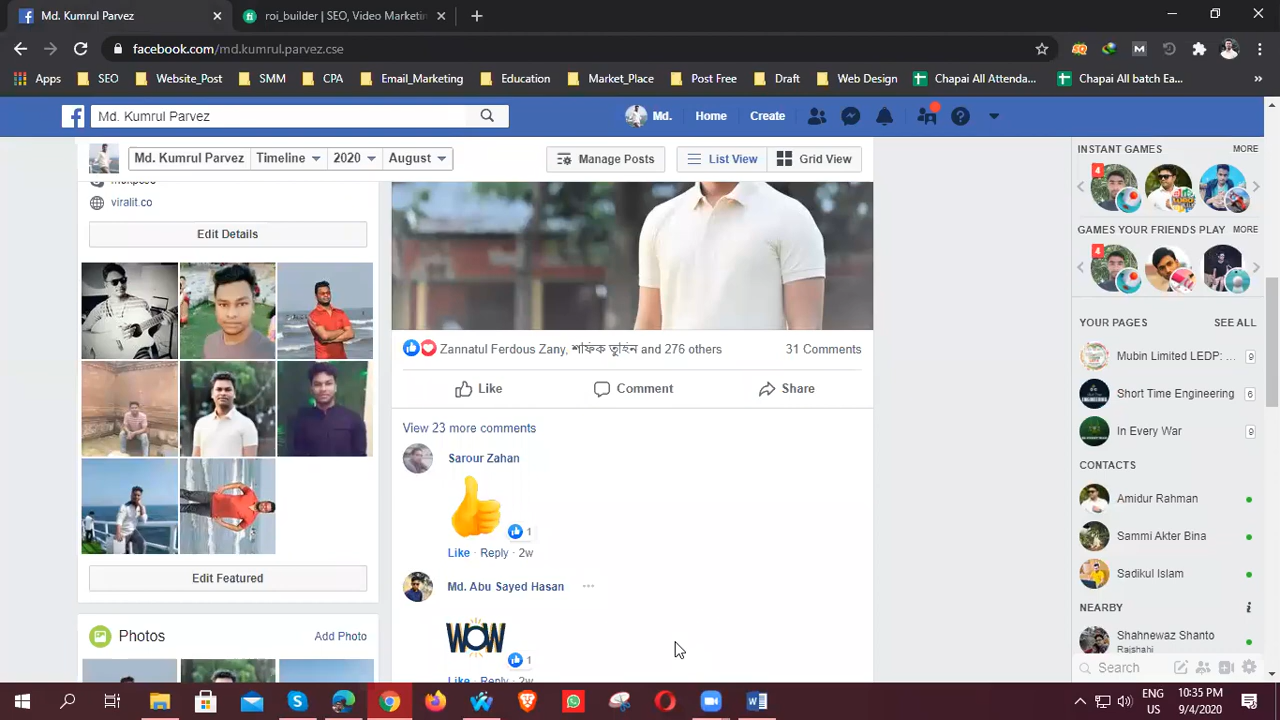 Md. Kumrul Parvez
roi_builder | SEO, Video Marketin
facebook.com/md.kumrul.parvez.cse
Apps SEO Website_Post SMM CPA Email_Marketing Education Market_Place Post Free Draft Web Design Chapai All Attenda... Chapai All batch Ea...
Md. Kumrul Parvez
Md. Home Create
Md. Kumrul Parvez Timeline 2020 August Manage Posts List View Grid View
viralit.co
Edit Details
Edit Featured
Photos Add Photo
Zannatul Ferdous Zany, শাফিক তুহিন and 276 others 31 Comments
Like Comment Share
View 23 more comments
Sarour Zahan
1
Like · Reply · 2w
Md. Abu Sayed Hasan
WOW
1
Like · Reply · 2w
INSTANT GAMES MORE
4
GAMES YOUR FRIENDS PLAY MORE
4
YOUR PAGES SEE ALL
Mubin Limited LEDP: ... 9
Short Time Engineering 6
In Every War 9
CONTACTS
Amidur Rahman
Sammi Akter Bina
Sadikul Islam
NEARBY
Shahnewaz Shanto
Rajshahi
Search
ENG
US
10:35 PM
9/4/2020